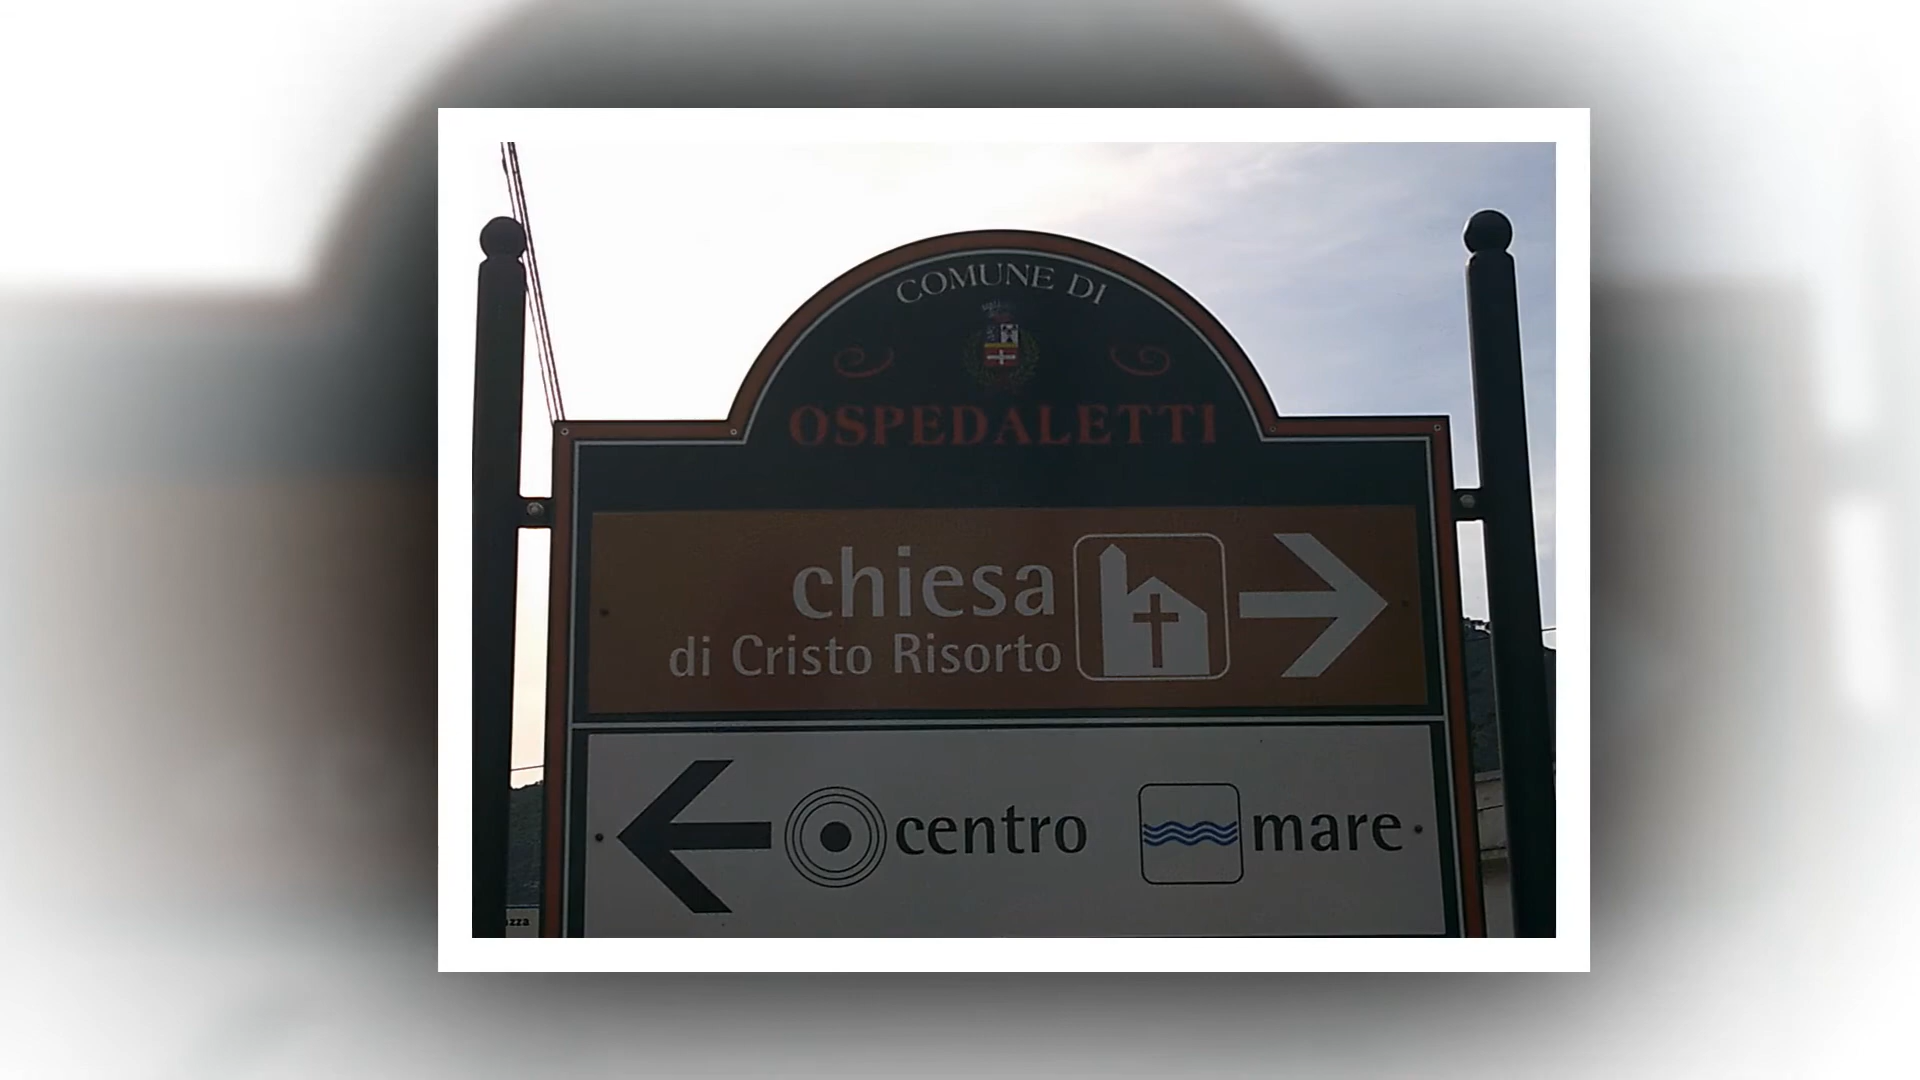 COMUNE DI
OSPEDALETTI
chiesa
di Cristo Risorto
centro mare